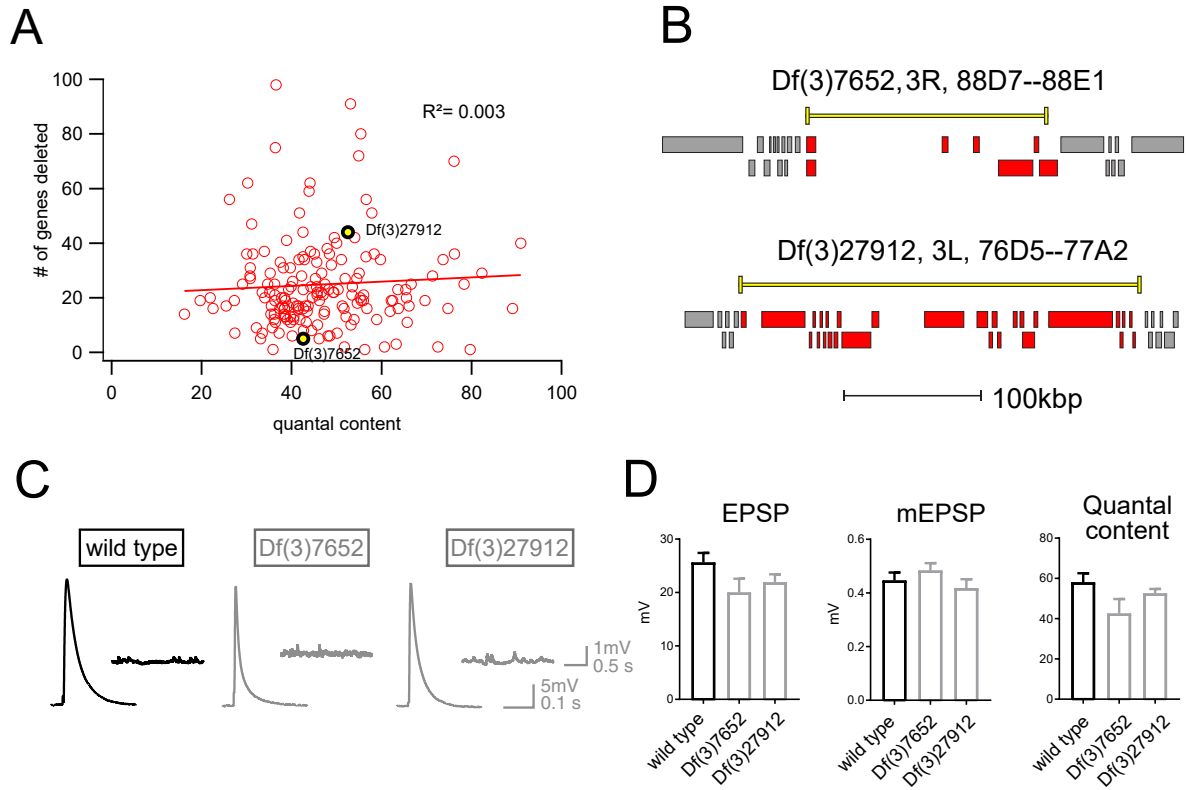 A
# of genes deleted
100
80
60
40
20
0
R²= 0.003
Df(3)27912
Df(3)7652
0
20
40
60
80
100
quantal content
B
Df(3)7652,3R, 88D7--88E1
Df(3)27912, 3L, 76D5--77A2
100kbp
C
wild type
Df(3)7652
Df(3)27912
1mV
0.5 s
5mV
0.1 s
D
EPSP
mV
30
20
10
0
wild type
Df(3)7652
Df(3)27912
mEPSP
mV
0.6
0.4
0.2
0.0
wild type
Df(3)7652
Df(3)27912
Quantal
content
80
60
40
20
0
wild type
Df(3)7652
Df(3)27912